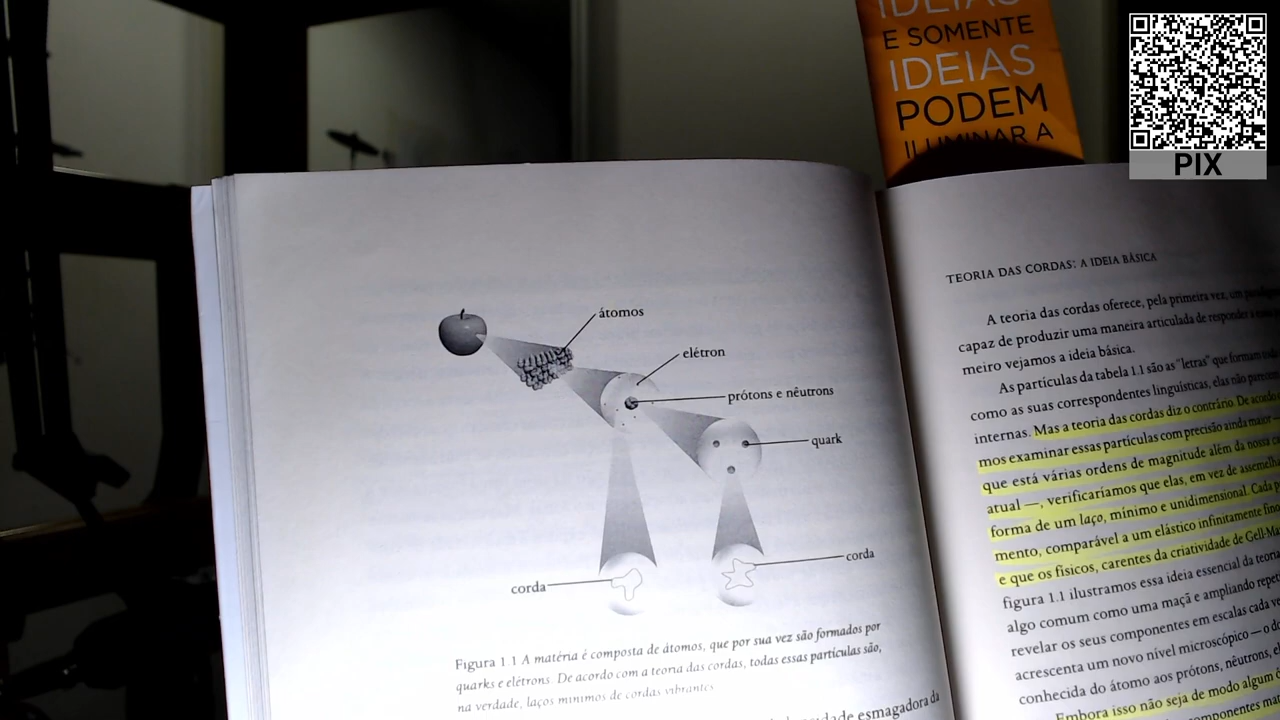 IDEIAS
E SOMENTE
IDEIAS
PODEM
ILUMINAR A
PIX
átomos
elétron
prótons e nêutrons
quark
corda
corda
Figura 1.1 A matéria é composta de átomos, que por sua vez são formados por
quarks e elétrons. De acordo com a teoria das cordas, todas essas partículas são,
na verdade, laços mínimos de cordas vibrantes
esmagadora da
TEORIA DAS CORDAS: A IDEIA BÁSICA
A teoria das cordas oferece, pela primeira vez, um
capaz de produzir uma maneira articulada de responder a
meiro vejamos a ideia básica.
As partículas da tabela 1.1 são as "letras" que formam
como as suas correspondentes linguísticas, elas não
internas. Mas a teoria das cordas diz o contrário. De acordo
mos examinar essas partículas com precisão ainda maior —
que está várias ordens de magnitude além da nossa
atual —, verificaríamos que elas, em vez de
forma de um laço, mínimo e unidimensional. Cada
mento, comparável a um elástico infinitamente
e que os físicos, carentes da criatividade de
figura 1.1 ilustramos essa ideia essencial da
algo comum como uma maçã e ampliando
revelar os seus componentes em escalas cada
acrescenta um novo nível microscópico — o
conhecida do átomo aos prótons, nêutrons,
Embora isso não seja de modo algum
componentes